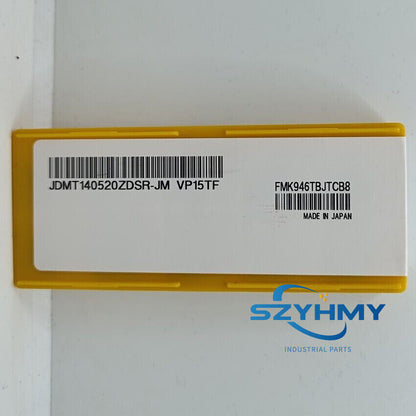 JDMT140520ZDSR-JM VP15TF
FMK946TBJTCB8
MADE IN JAPAN
SZYHMY
INDUSTRIAL PARTS